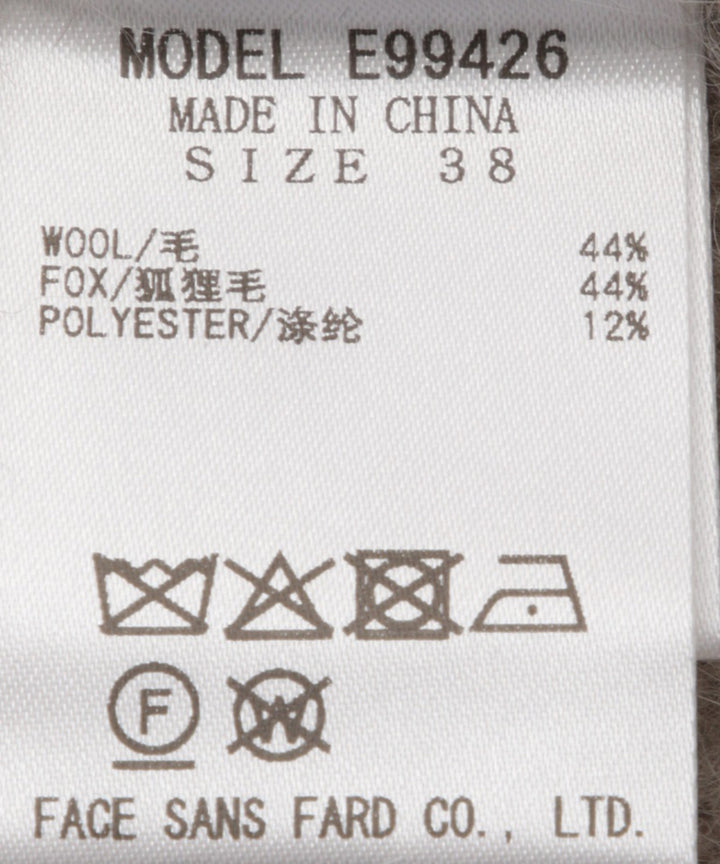 MODEL E99426
MADE IN CHINA
SIZE 38
WOOL/毛 44%
FOX/狐狸毛 44%
POLYESTER/涤纶 12%
F
W
FACE SANS FARD CO., LTD.